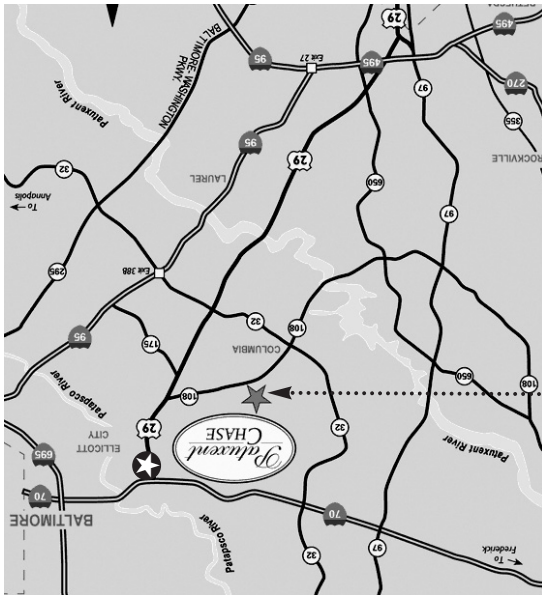 To
Frederick
97
32
Patapsco River
70
BALTIMORE
70
Patuxent River
Patuxent
CHASE
ELLICOTT
CITY
695
32
29
108
650
108
Patapsco River
COLUMBIA
175
95
108
32
Exit 38B
295
97
To
Annapolis
650
LAUREL
32
ROCKVILLE
29
95
355
Patuxent River
270
97
BALTIMORE-WASHINGTON
PKWY.
495
Exit 27
95
495
29